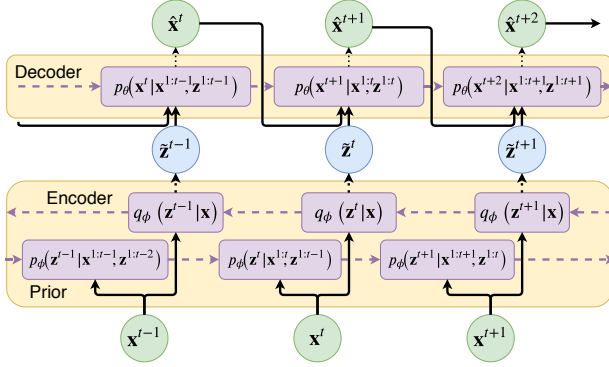 x̂ᵗ x̂ᵗ⁺¹ x̂ᵗ⁺²
Decoder
p_θ(xᵗ|x^{1:t-1}, z^{1:t-1}) p_θ(x^{t+1}|x^{1:t}, z^{1:t}) p_θ(x^{t+2}|x^{1:t+1}, z^{1:t+1})
z̃^{t-1} z̃^t z̃^{t+1}
Encoder
q_ϕ (z^{t-1}|x) q_ϕ (z^t|x) q_ϕ (z^{t+1}|x)
p_ϕ(z^{t-1}|x^{1:t-1}, z^{1:t-2}) p_ϕ(z^t|x^{1:t}, z^{1:t-1}) p_ϕ(z^{t+1}|x^{1:t+1}, z^{1:t})
Prior
x^{t-1} x^t x^{t+1}